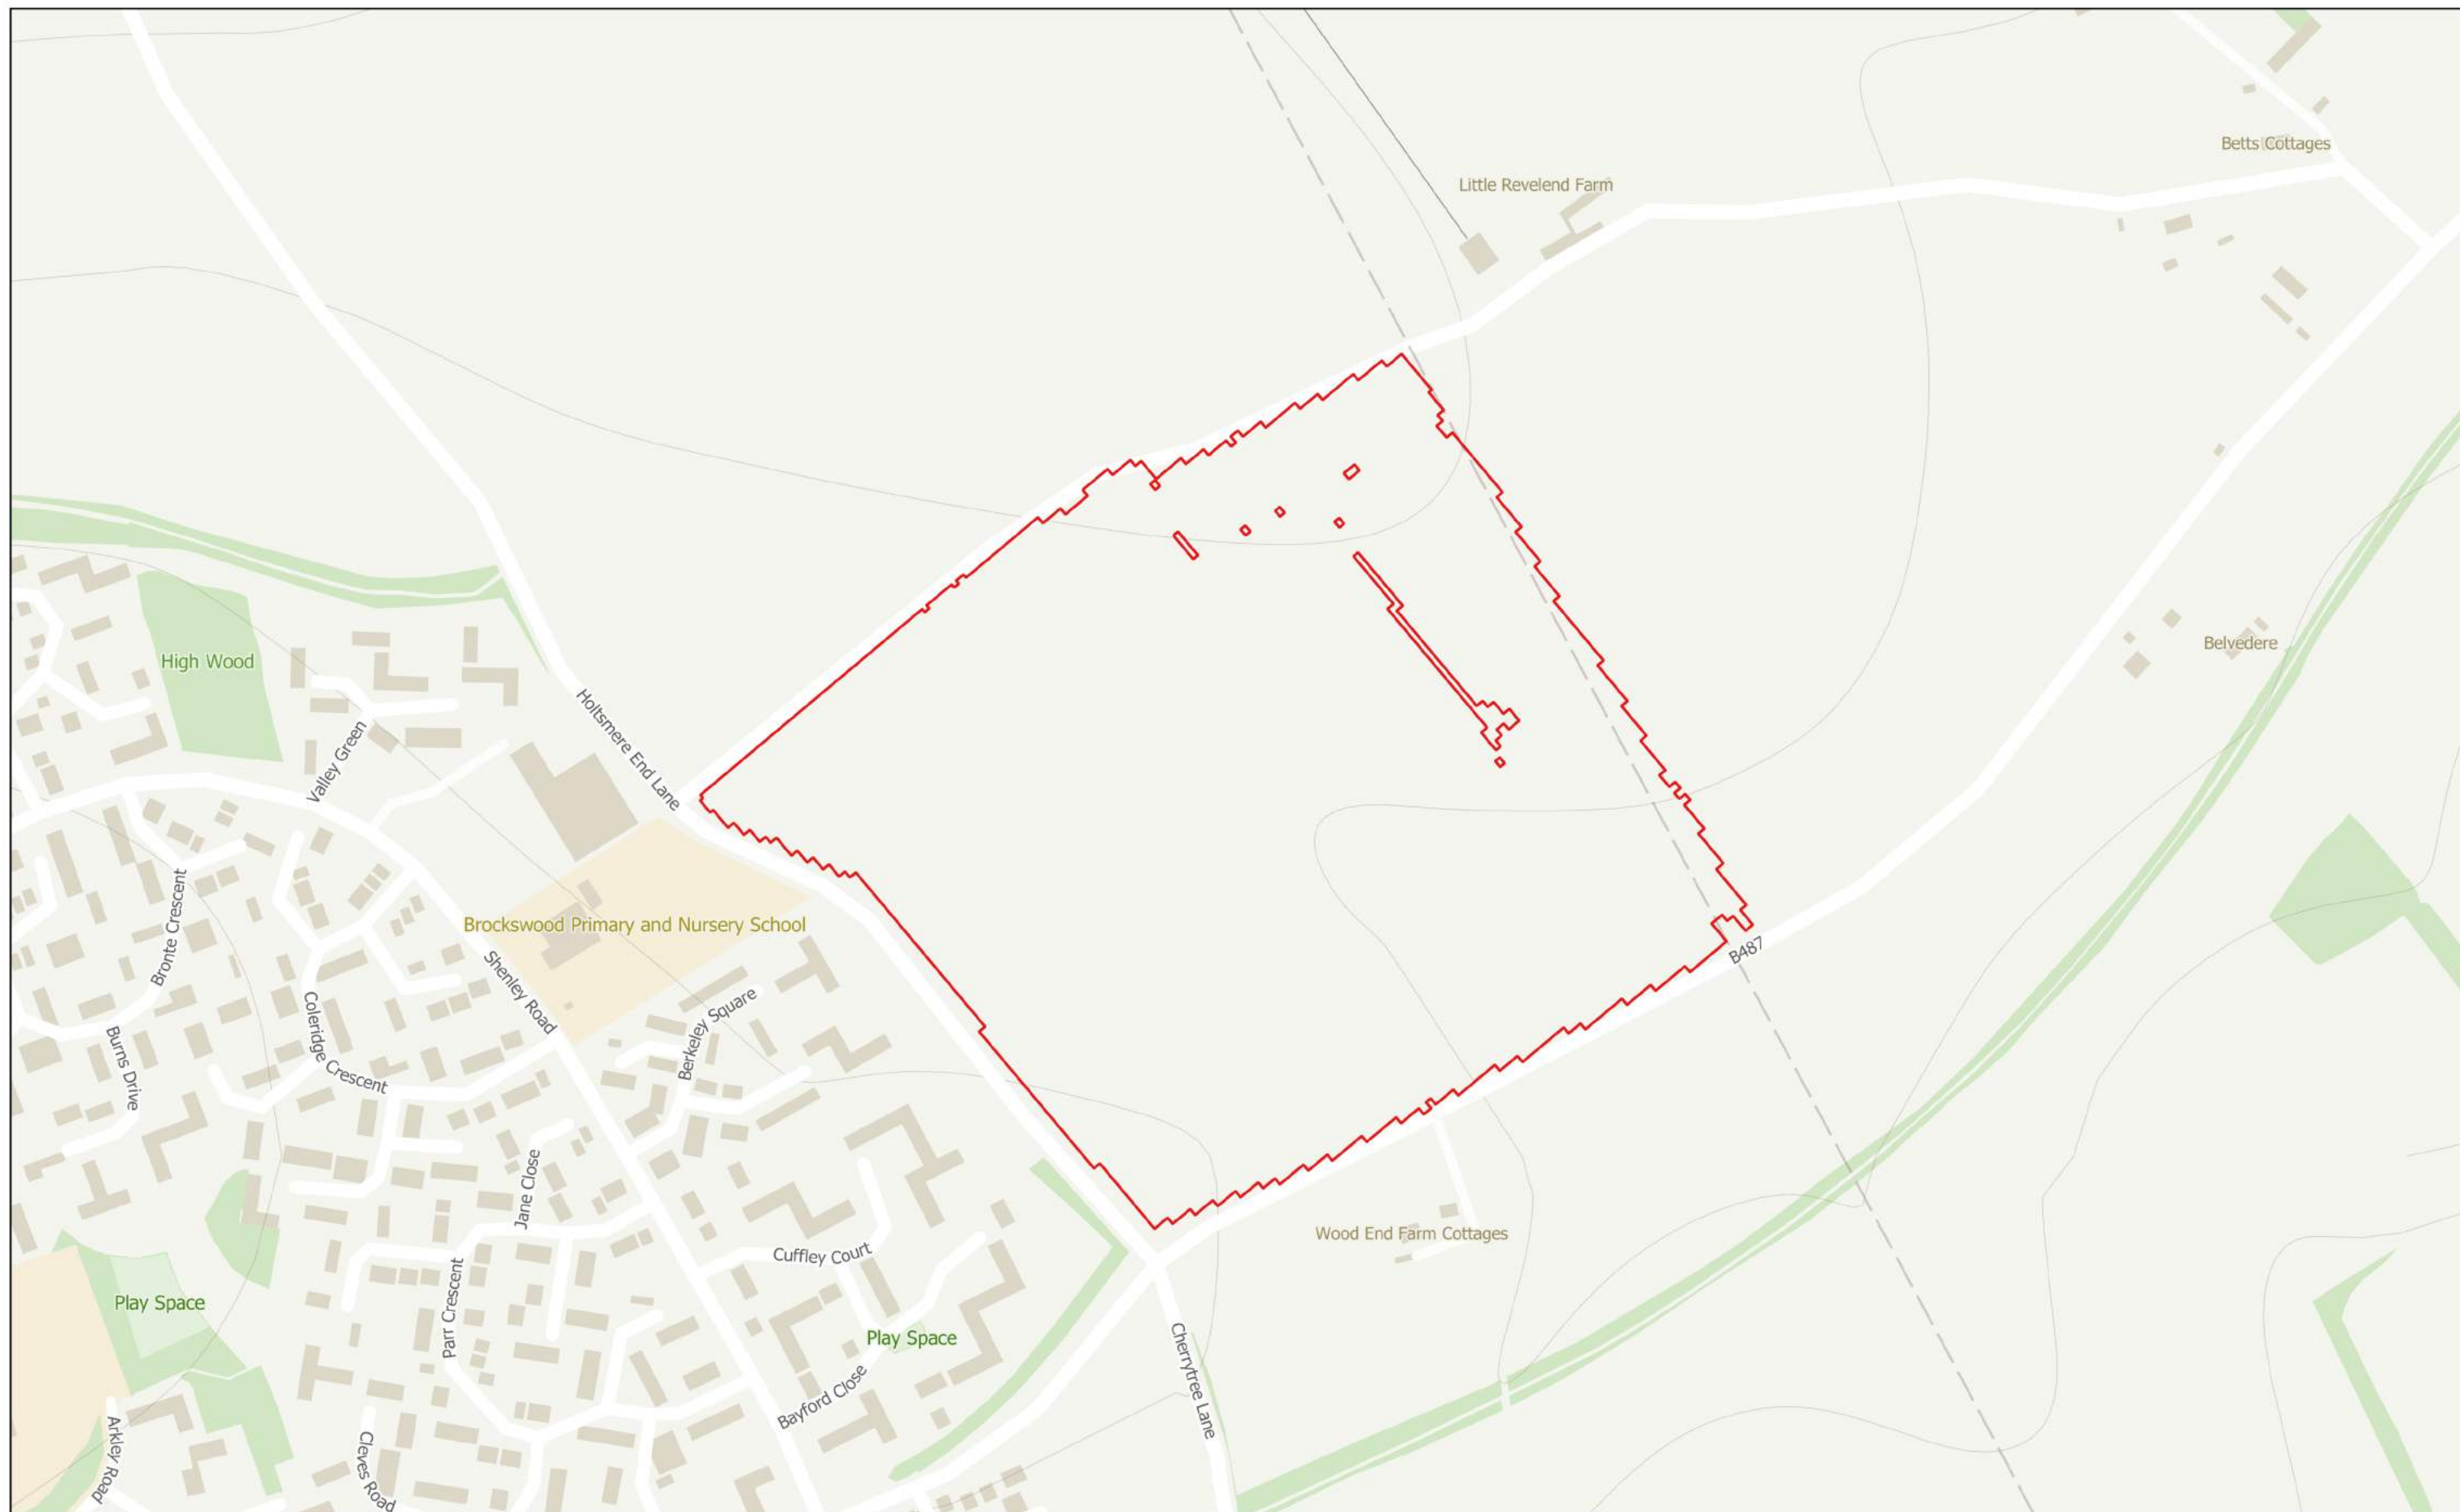 Betts Cottages
Little Revelend Farm
High Wood
Belvedere
Holtsmere End Lane
Valley Green
Brockswood Primary and Nursery School
Bronte Crescent
Shenley Road
B487
Berkeley Square
Coleridge Crescent
Burns Drive
Jane Close
Wood End Farm Cottages
Cuffley Court
Parr Crescent
Play Space
Play Space
Cherrytree Lane
Bayford Close
Arkley Road
Cleves Road